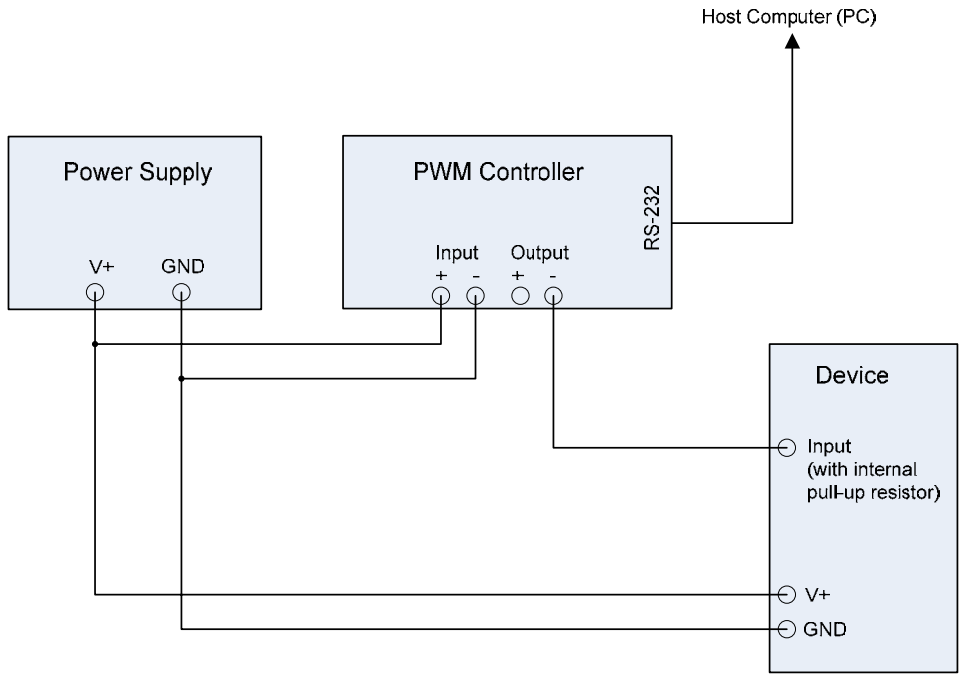 Host Computer (PC)
Power Supply
V+
GND
PWM Controller
RS-232
Input
Output
+
-
+
-
Device
Input
(with internal
pull-up resistor)
V+
GND